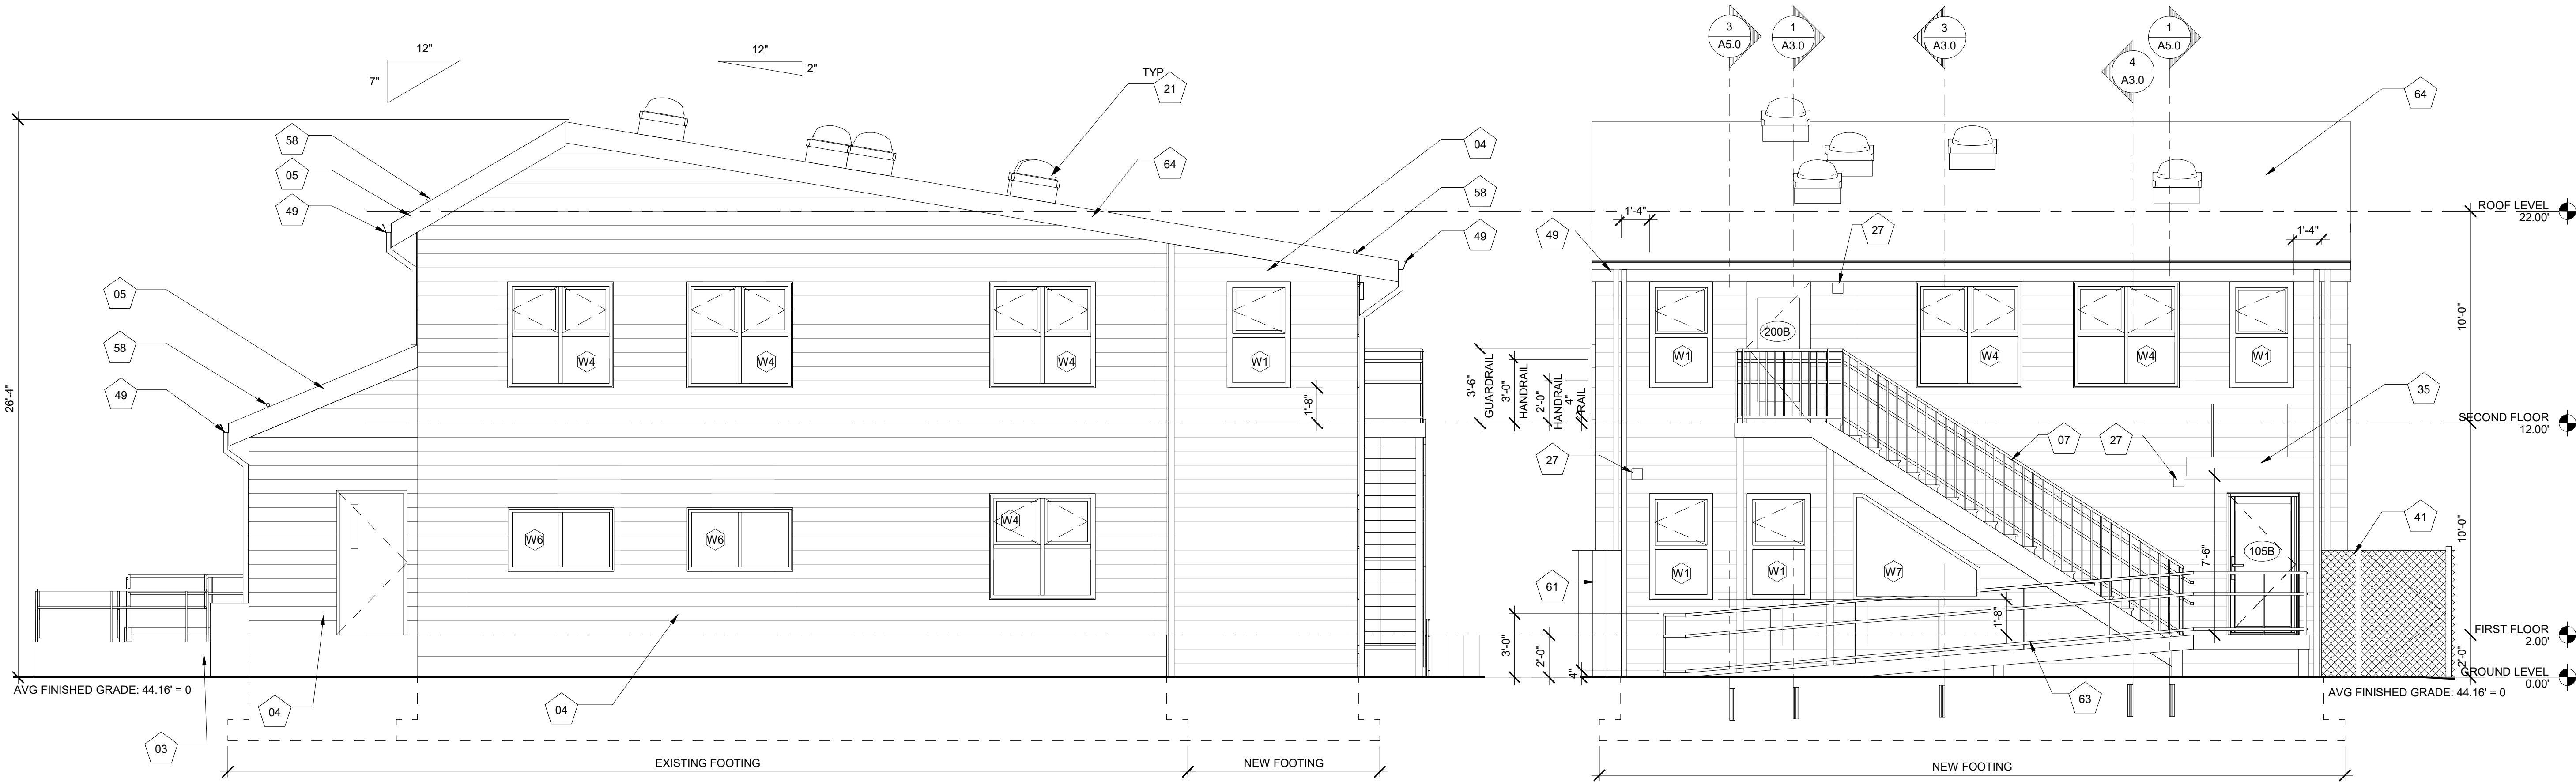 12"
7"
12"
2"
TYP
21
58
05
49
05
58
49
64
04
58
49
26'-4"
W4
W4
W4
W1
W6
W6
W4
1'-8"
AVG FINISHED GRADE: 44.16' = 0
04
04
03
EXISTING FOOTING
NEW FOOTING
3
A5.0
1
A3.0
3
A3.0
4
A3.0
1
A5.0
64
1'-4"
1'-4"
49
27
ROOF LEVEL
22.00'
10'-0"
W1
200B
W4
W4
W1
3'-6"
GUARDRAIL
3'-0"
HANDRAIL
2'-0"
HANDRAIL
4"
35
SECOND FLOOR
12.00'
27
07
27
41
10'-0"
7'-6"
105B
W1
W1
W7
61
1'-8"
3'-0"
2'-0"
4"
FIRST FLOOR
2.00'
2'-0"
GROUND LEVEL
0.00'
63
AVG FINISHED GRADE: 44.16' = 0
NEW FOOTING